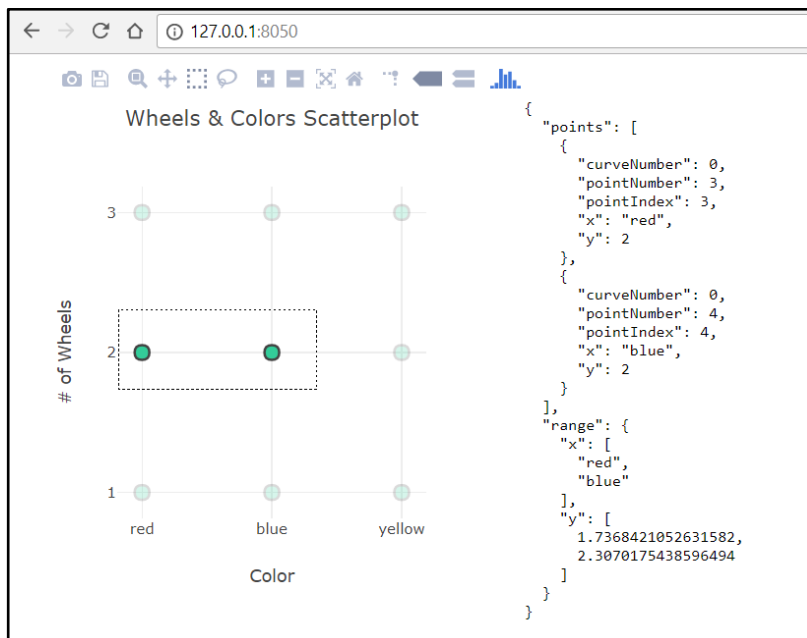 127.0.0.1:8050
Wheels & Colors Scatterplot
3
2
1
# of Wheels
red blue yellow
Color
{
  "points": [
    {
      "curveNumber": 0,
      "pointNumber": 3,
      "pointIndex": 3,
      "x": "red",
      "y": 2
    },
    {
      "curveNumber": 0,
      "pointNumber": 4,
      "pointIndex": 4,
      "x": "blue",
      "y": 2
    }
  ],
  "range": {
    "x": [
      "red",
      "blue"
    ],
    "y": [
      1.7368421052631582,
      2.3070175438596494
    ]
  }
}